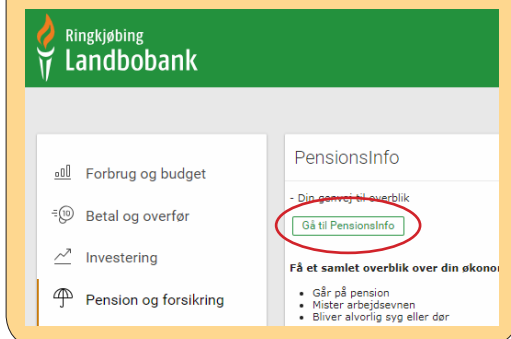 Ringkjøbing
Landbobank
Forbrug og budget
Betal og overfør
Investering
Pension og forsikring
PensionsInfo
- Din genvej til overblik
Gå til PensionsInfo
Få et samlet overblik over din økonor
• Går på pension
• Mister arbejdsevnen
• Bliver alvorlig syg eller dør